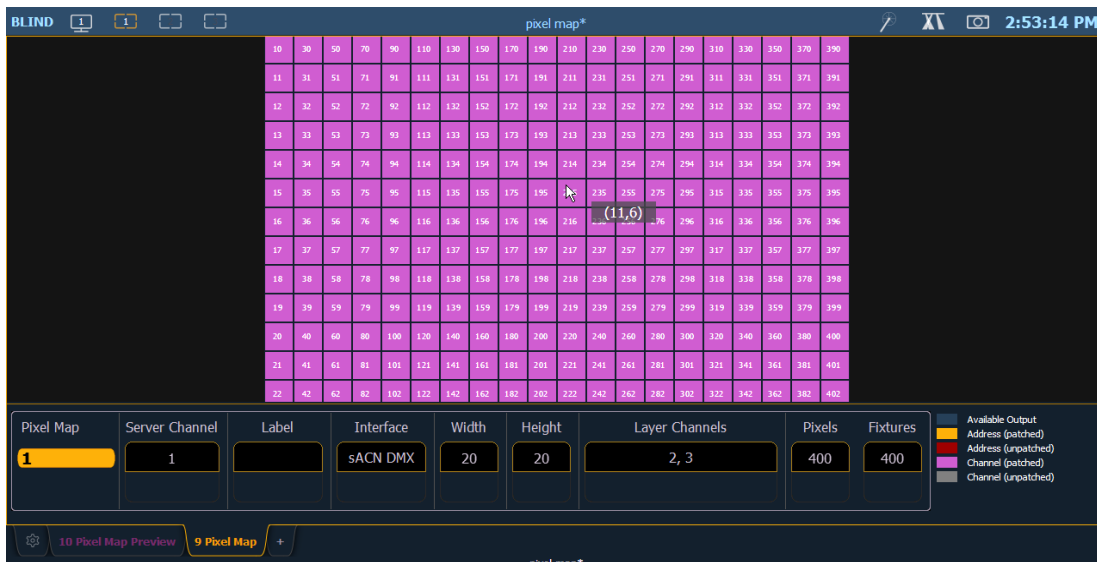 BLIND 1 1 pixel map* 2:53:14 PM
10 30 50 70 90 110 130 150 170 190 210 230 250 270 290 310 330 350 370 390
11 31 51 71 91 111 131 151 171 191 211 231 251 271 291 311 331 351 371 391
12 32 52 72 92 112 132 152 172 192 212 232 252 272 292 312 332 352 372 392
13 33 53 73 93 113 133 153 173 193 213 233 253 273 293 313 333 353 373 393
14 34 54 74 94 114 134 154 174 194 214 234 254 274 294 314 334 354 374 394
15 35 55 75 95 115 135 155 175 195 235 255 275 295 315 335 355 375 395
(11,6)
16 36 56 76 96 116 136 156 176 196 216 276 296 316 336 356 376 396
17 37 57 77 97 117 137 157 177 197 217 237 257 277 297 317 337 357 377 397
18 38 58 78 98 118 138 158 178 198 218 238 258 278 298 318 338 358 378 398
19 39 59 79 99 119 139 159 179 199 219 239 259 279 299 319 339 359 379 399
20 40 60 80 100 120 140 160 180 200 220 240 260 280 300 320 340 360 380 400
21 41 61 81 101 121 141 161 181 201 221 241 261 281 301 321 341 361 381 401
22 42 62 82 102 122 142 162 182 202 222 242 262 282 302 322 342 362 382 402
Pixel Map Server Channel Label Interface Width Height Layer Channels Pixels Fixtures
1 1 sACN DMX 20 20 2, 3 400 400
Available Output
Address (patched)
Address (unpatched)
Channel (patched)
Channel (unpatched)
10 Pixel Map Preview 9 Pixel Map +